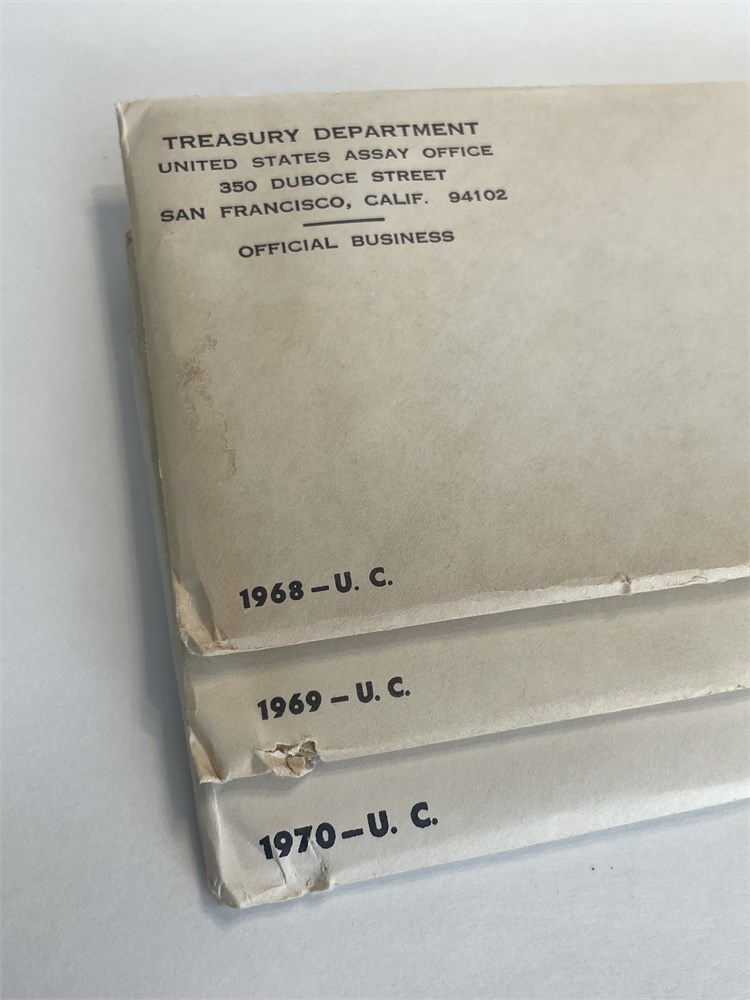 TREASURY DEPARTMENT
UNITED STATES ASSAY OFFICE
350 DUBOCE STREET
SAN FRANCISCO, CALIF. 94102
OFFICIAL BUSINESS
1968-U. C.
1969-U. C.
1970-U. C.